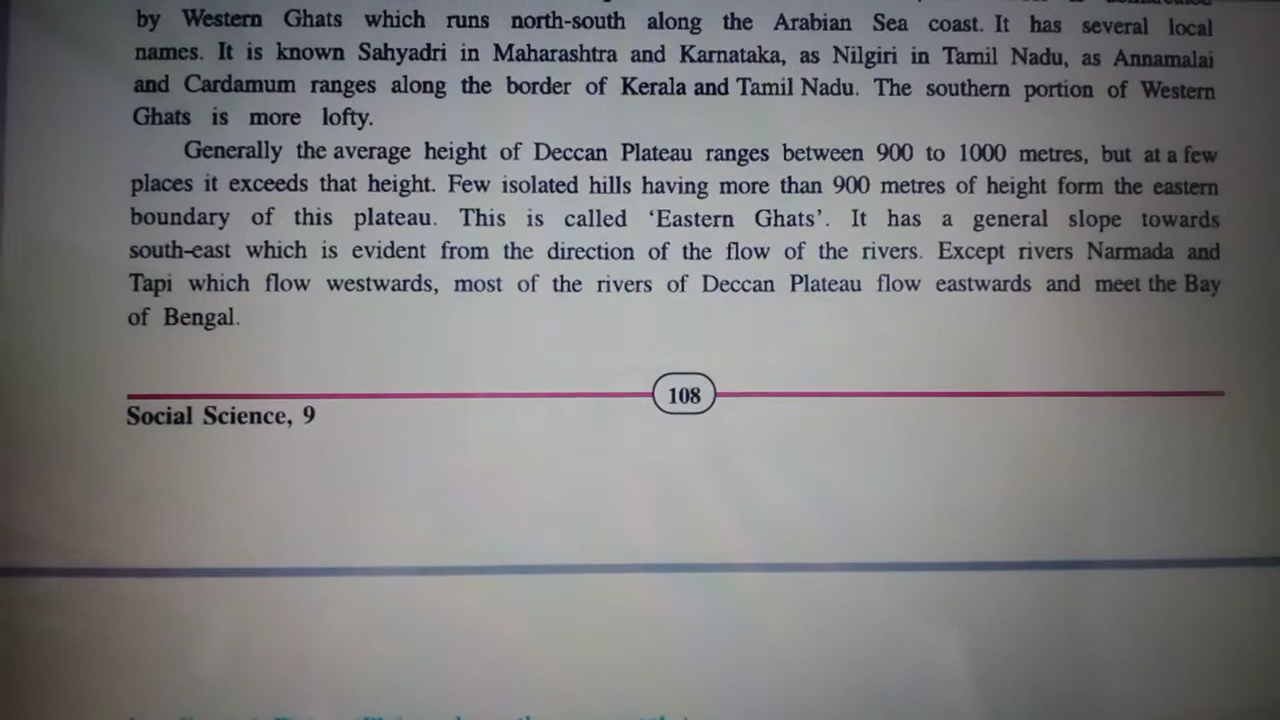 by Western Ghats which runs north-south along the Arabian Sea coast. It has several local
names. It is known Sahyadri in Maharashtra and Karnataka, as Nilgiri in Tamil Nadu, as Annamalai
and Cardamum ranges along the border of Kerala and Tamil Nadu. The southern portion of Western
Ghats is more lofty.
Generally the average height of Deccan Plateau ranges between 900 to 1000 metres, but at a few
places it exceeds that height. Few isolated hills having more than 900 metres of height form the eastern
boundary of this plateau. This is called ‘Eastern Ghats’. It has a general slope towards
south-east which is evident from the direction of the flow of the rivers. Except rivers Narmada and
Tapi which flow westwards, most of the rivers of Deccan Plateau flow eastwards and meet the Bay
of Bengal.
108
Social Science, 9